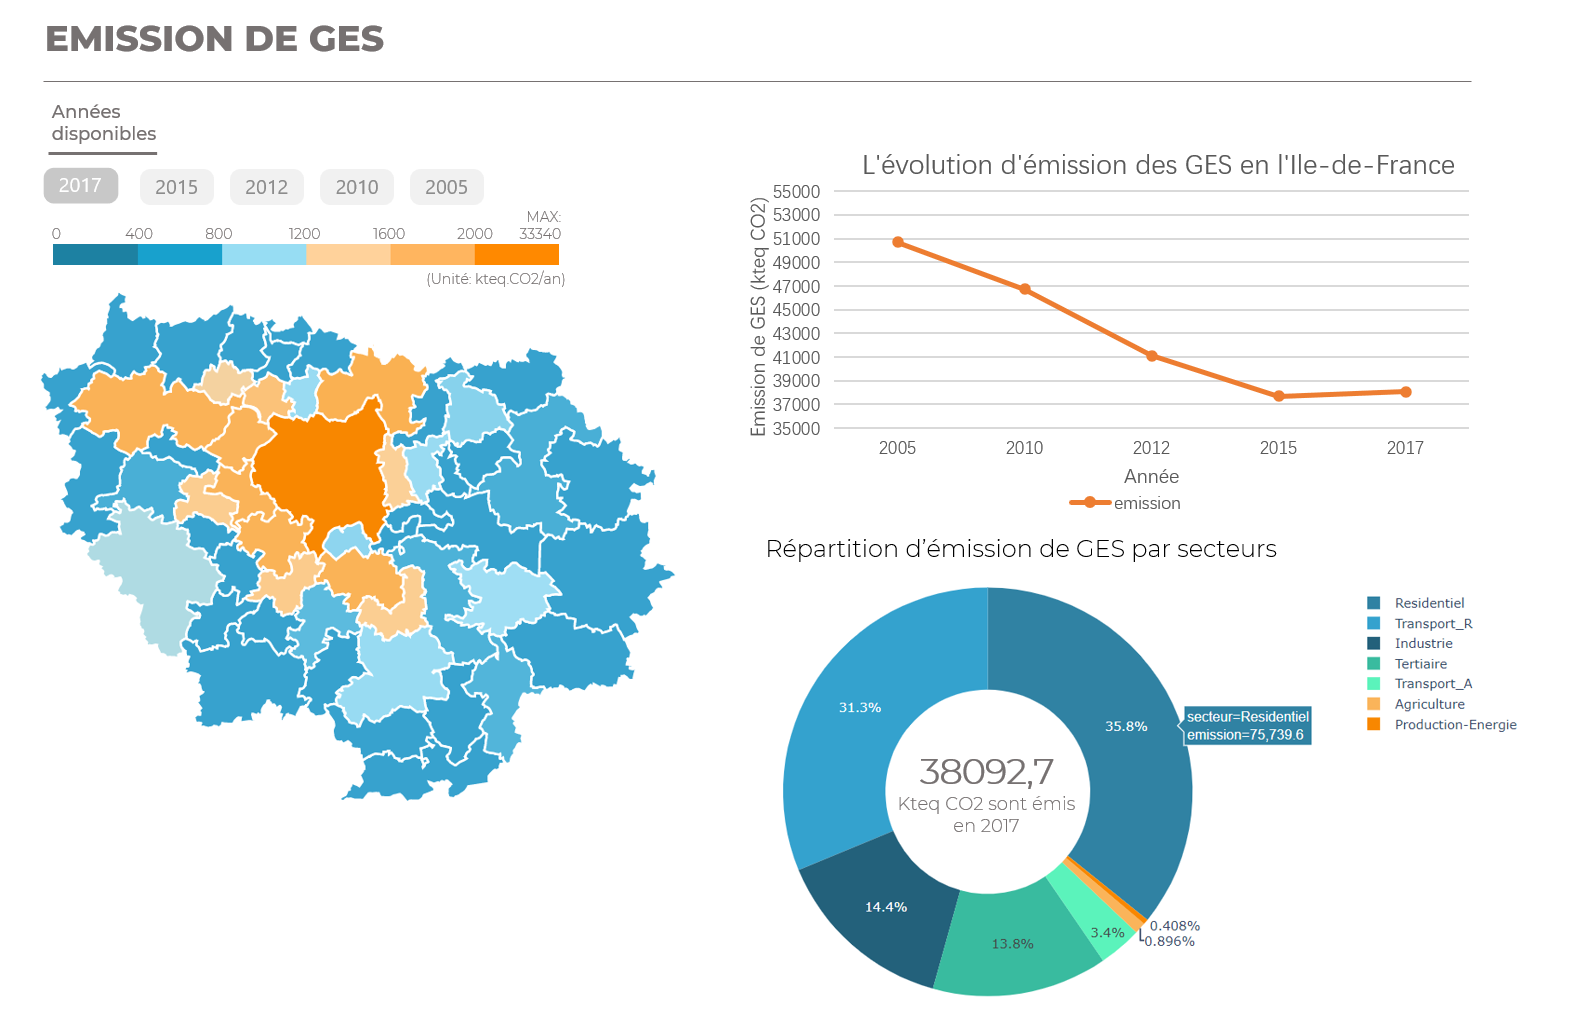 EMISSION DE GES
Années
disponibles
2017
2015
2012
2010
2005
MAX:
0
400
800
1200
1600
2000
33340
(Unité: kteq.CO2/an)
L'évolution d'émission des GES en l'Ile-de-France
Emission de GES (kteq CO2)
55000
53000
51000
49000
47000
45000
43000
41000
39000
37000
35000
2005
2010
2012
2015
2017
Année
emission
Répartition d’émission de GES par secteurs
31.3%
35.8%
14.4%
13.8%
3.4%
0.408%
0.896%
38092,7
Kteq CO2 sont émis
en 2017
secteur=Residentiel
emission=75,739.6
Residentiel
Transport_R
Industrie
Tertiaire
Transport_A
Agriculture
Production-Energie